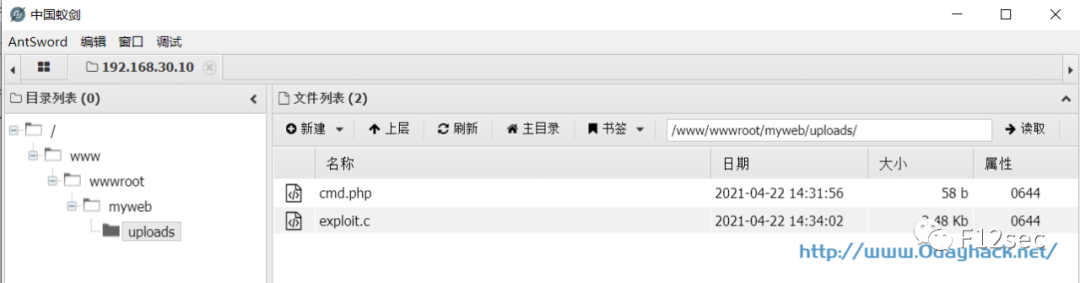 中国蚁剑
AntSword 编辑 窗口 调试
192.168.30.10
目录列表 (0)
文件列表 (2)
新建 上层 刷新 主目录 书签 /www/wwwroot/myweb/uploads/ 读取
名称 日期 大小 属性
cmd.php 2021-04-22 14:31:56 58 b 0644
exploit.c 2021-04-22 14:34:02 3.48 Kb 0644
/
www
wwwroot
myweb
uploads
F12sec
http://www.0dayhack.net/